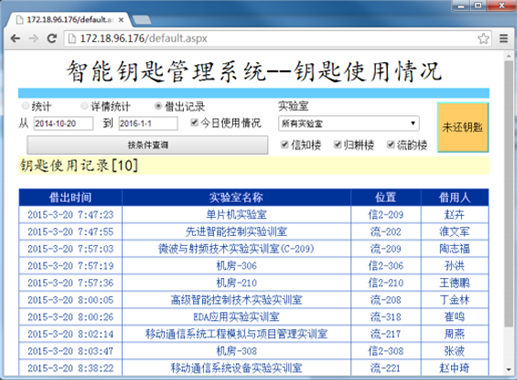 172.18.96.176/default.as
172.18.96.176/default.aspx
智能钥匙管理系统--钥匙使用情况
统计 详情统计 借出记录 实验室
从 2014-10-20 到 2016-1-1 今日使用情况 所有实验室 未还钥匙
按条件查询 信知楼 归耕楼 流韵楼
钥匙使用记录[10]
借出时间 实验室名称 位置 借用人
2015-3-20 7:47:23 单片机实验室 信2-209 赵卉
2015-3-20 7:47:55 先进智能控制实验训室 流-202 谯文军
2015-3-20 7:57:03 微波与射频技术实验实训室(C-209) 流-209 陶志福
2015-3-20 7:57:19 机房-306 信2-306 孙洪
2015-3-20 7:57:36 机房-210 信2-210 王德鹏
2015-3-20 8:00:05 高级智能控制技术实验实训室 流-208 丁金林
2015-3-20 8:00:26 EDA应用实验实训室 流-318 崔鸣
2015-3-20 8:02:14 移动通信系统工程模拟与项目管理实训室 流-217 周燕
2015-3-20 8:03:47 机房-308 信2-308 张波
2015-3-20 8:38:22 移动通信系统设备实验实训室 流-221 赵中琦